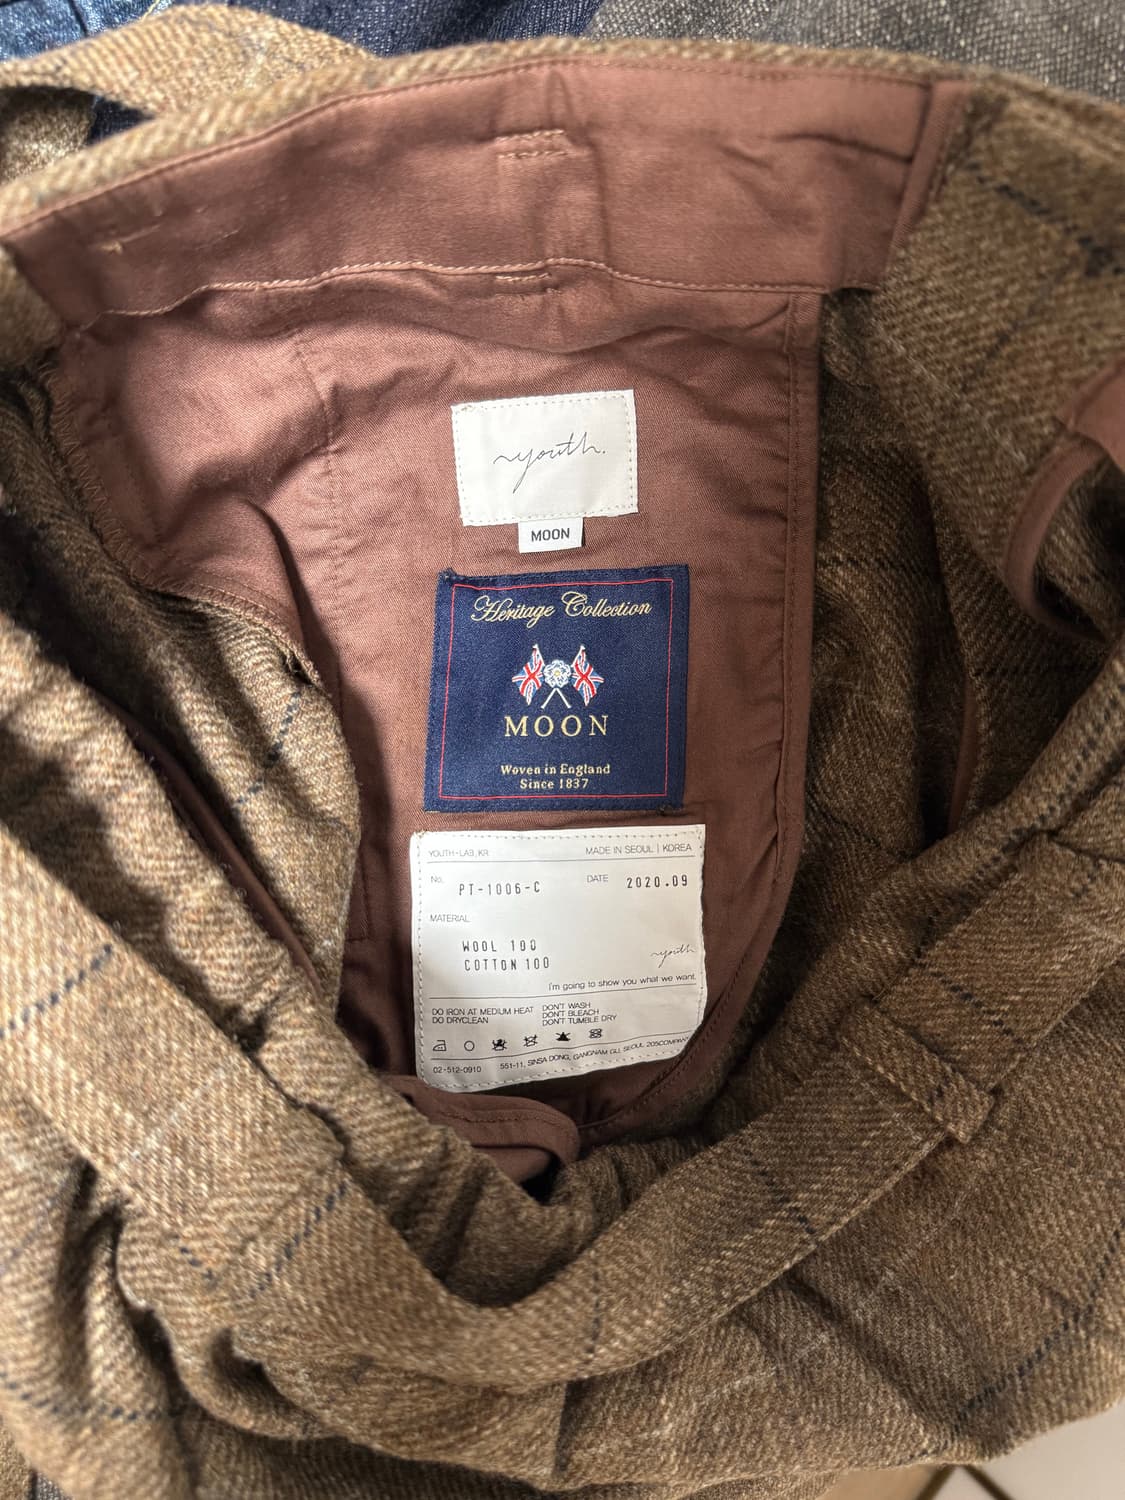 youth.
MOON
Heritage Collection
MOON
Woven in England
Since 1837
YOUTH-LAB.KR
MADE IN SEOUL | KOREA
No. PT-1006-C
DATE 2020.09
MATERIAL
WOOL 100
COTTON 100
youth
I'm going to show you what we want.
DO IRON AT MEDIUM HEAT
DO DRYCLEAN
DON'T WASH
DON'T BLEACH
DON'T TUMBLE DRY
02-512-0910
551-11, SINSA DONG, GANGNAM GU, SEOUL 205COMPANY